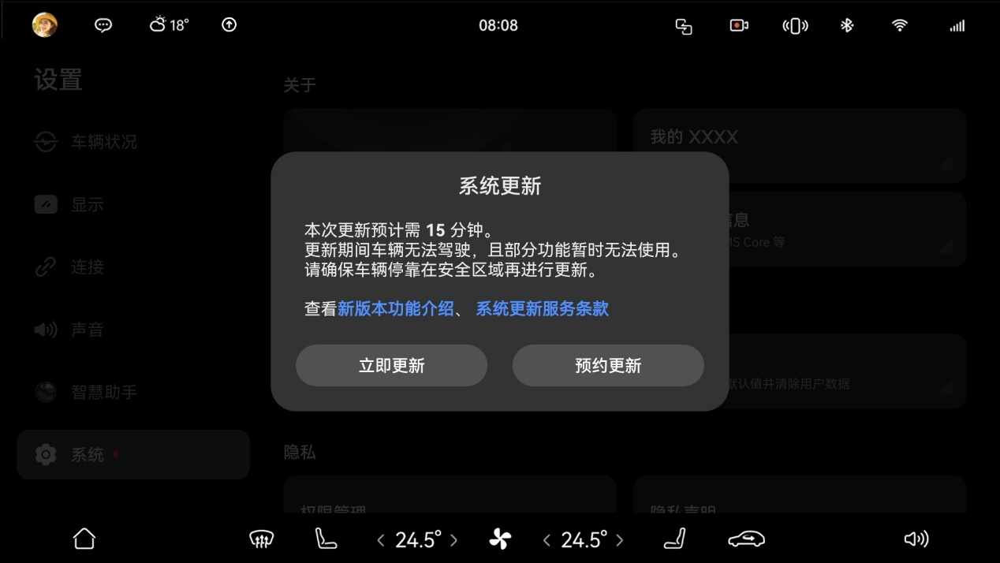 18°
08:08
设置
关于
车辆状况
我的 XXXX
显示
系统更新
本次更新预计需 15 分钟。
更新期间车辆无法驾驶，且部分功能暂时无法使用。
请确保车辆停靠在安全区域再进行更新。
查看新版本功能介绍、 系统更新服务条款
立即更新
预约更新
息
MS Core 等
连接
声音
默认值并清除用户数据
智慧助手
系统
隐私
权限管理
隐私声明
< 24.5° >
< 24.5° >